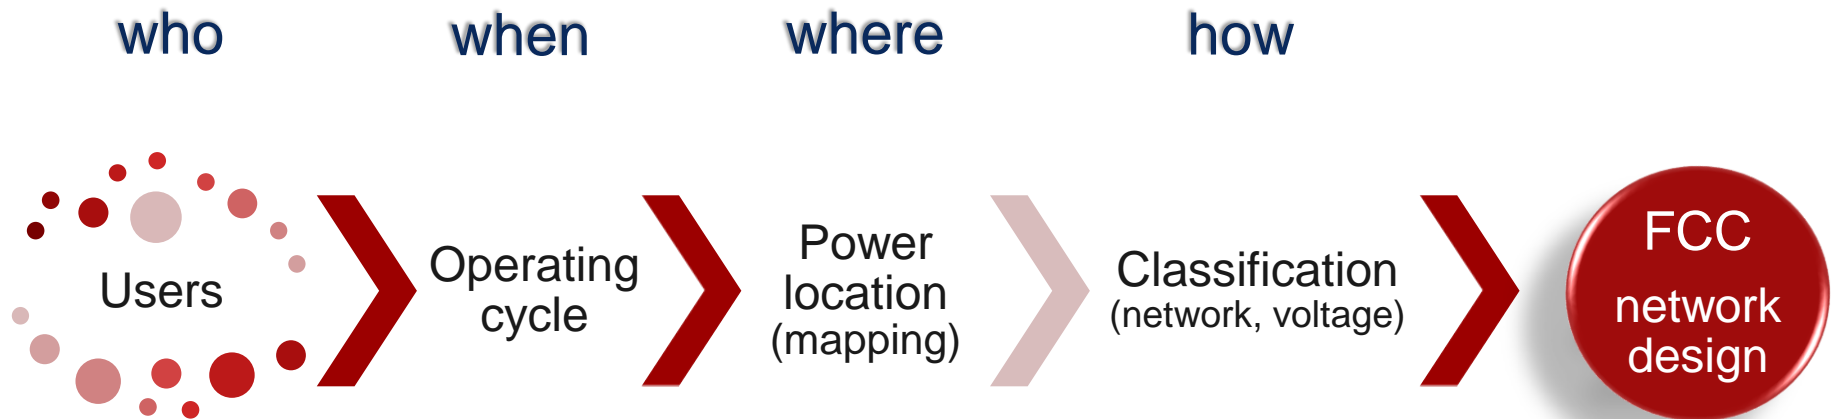 who
when
where
how
Users
Operating
cycle
Power
location
(mapping)
Classification
(network, voltage)
FCC
network
design